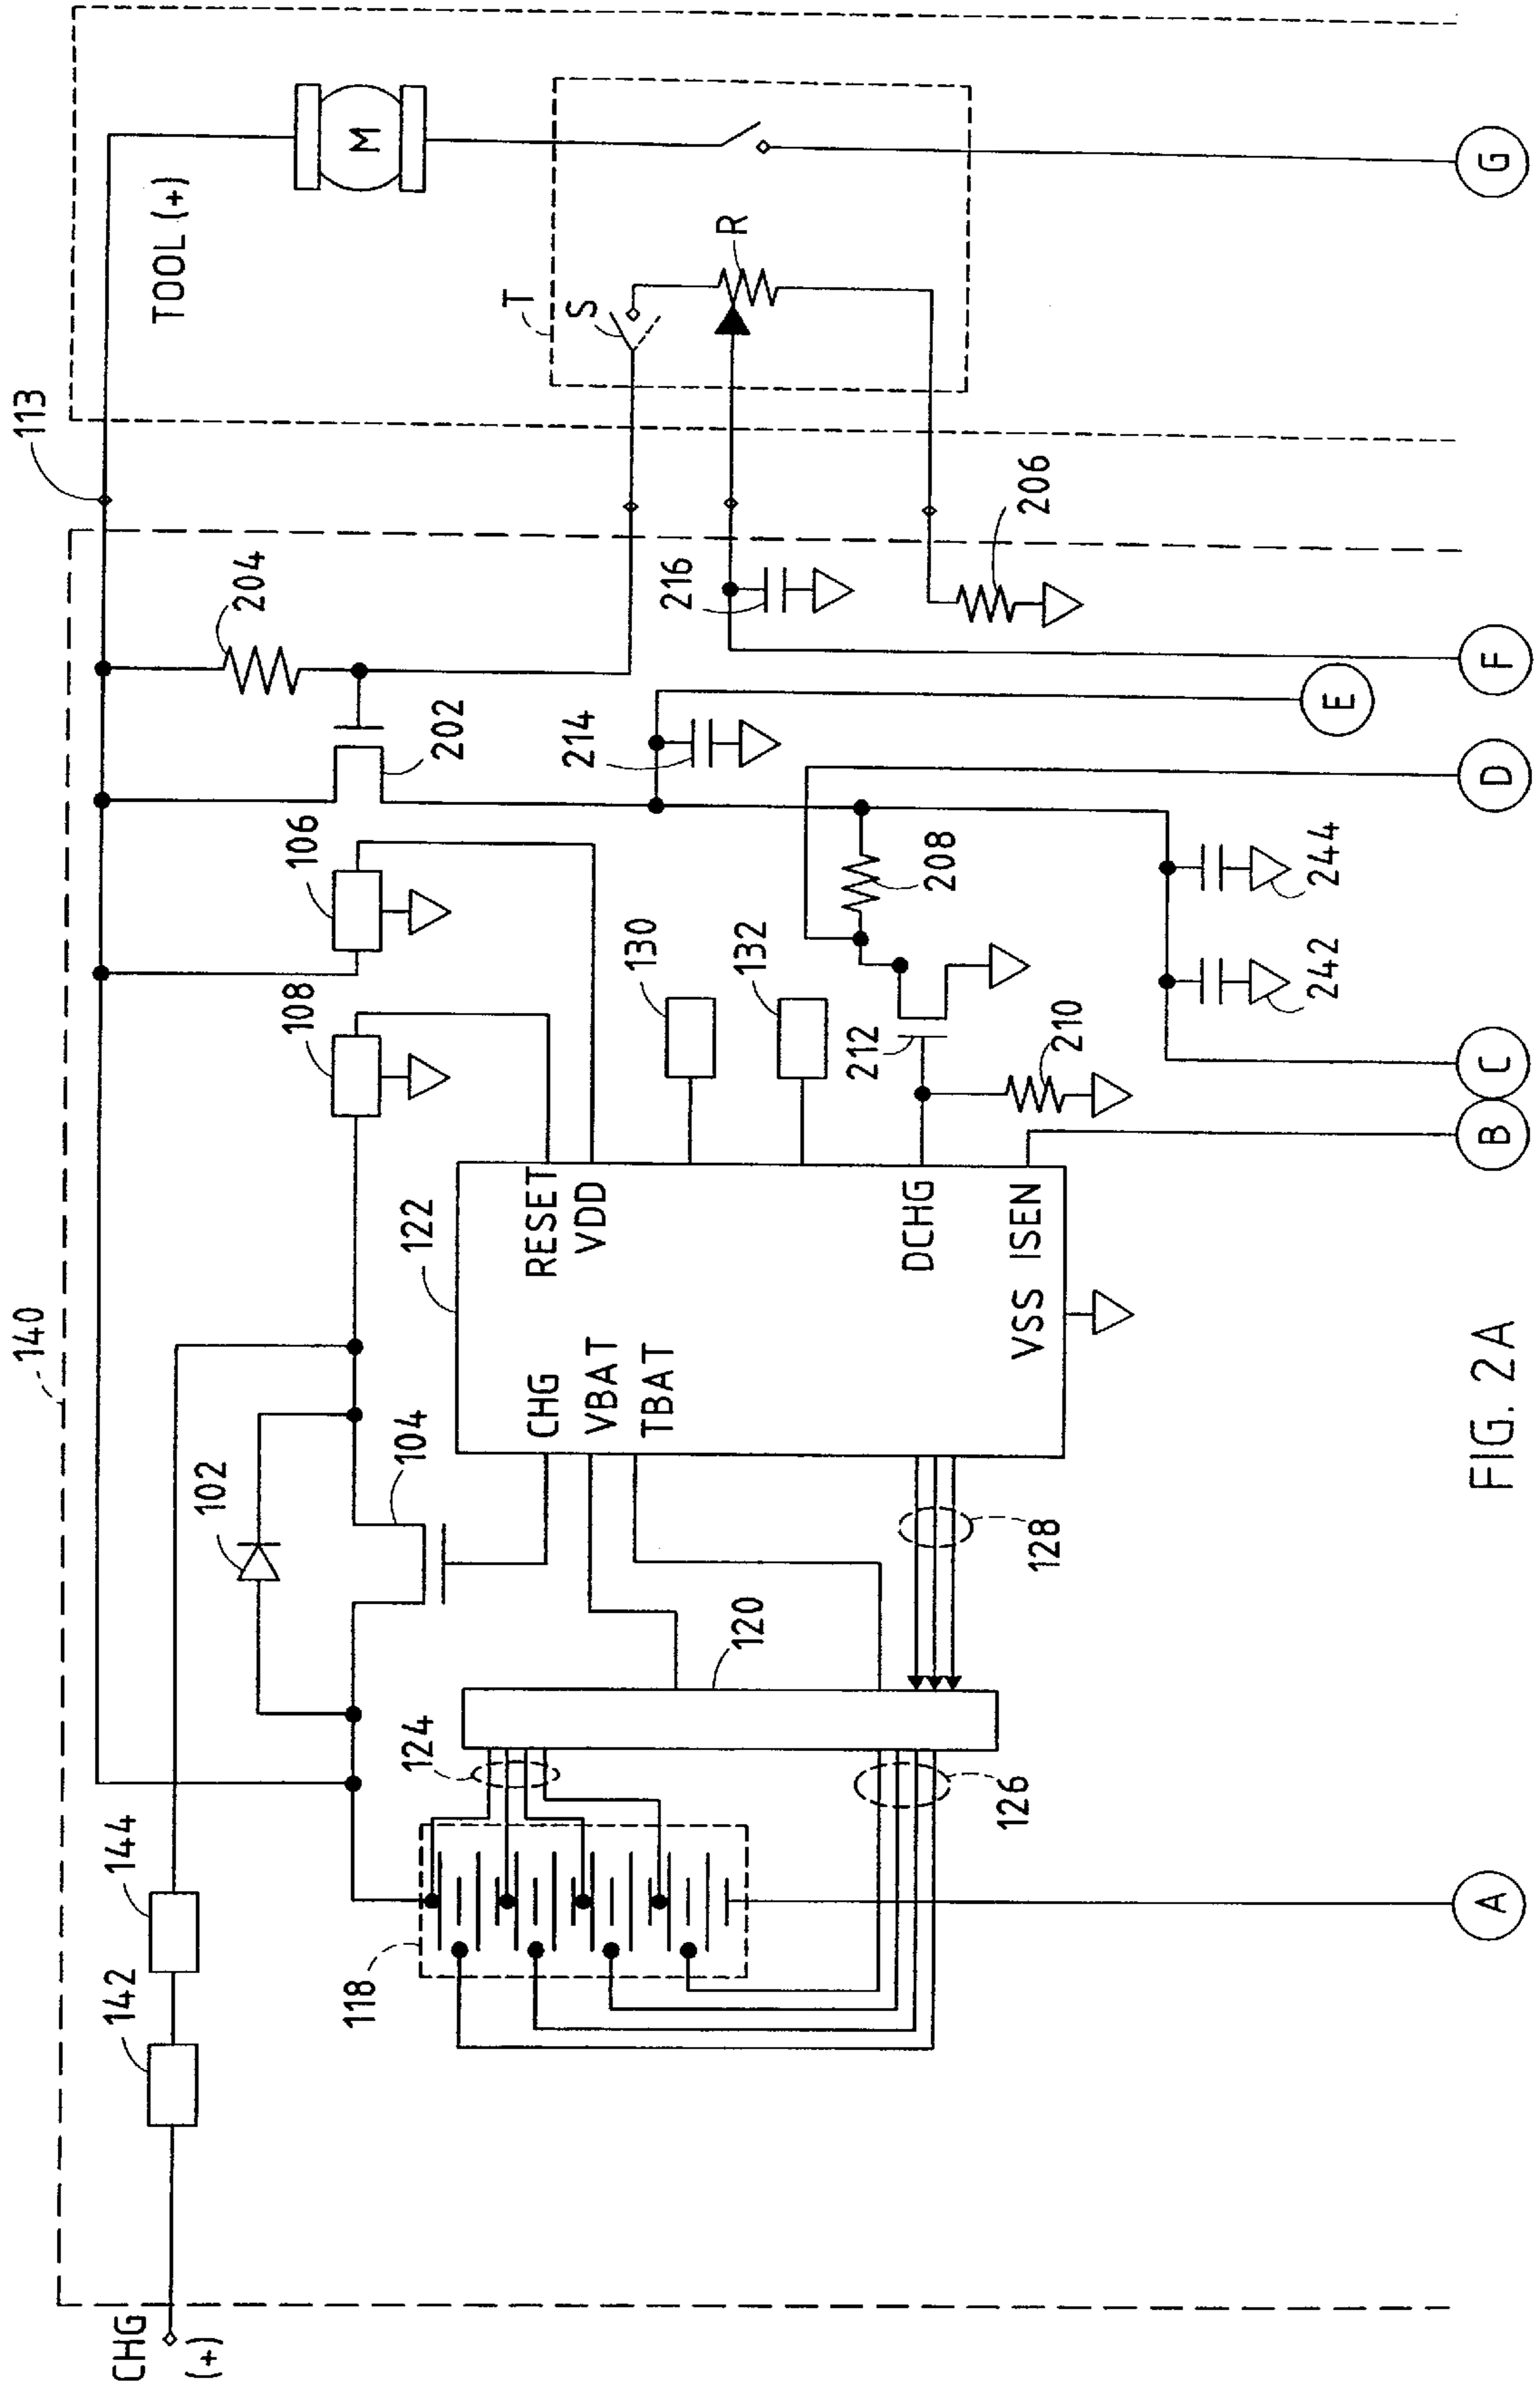 140
113
CHG
(+)
142
144
102
104
108
106
204
202
TOOL (+)
M
118
124
120
122
CHG
VBAT
TBAT
RESET
VDD
DCHG
VSS
ISEN
126
128
130
132
212
210
208
214
216
206
242
244
T
S
R
A
B
C
D
E
F
G
FIG. 2A